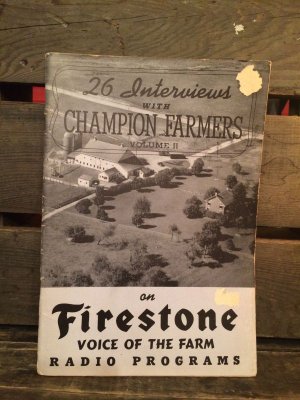 26 Interviews
WITH
CHAMPION FARMERS
VOLUME II
on
Firestone
VOICE OF THE FARM
RADIO PROGRAMS